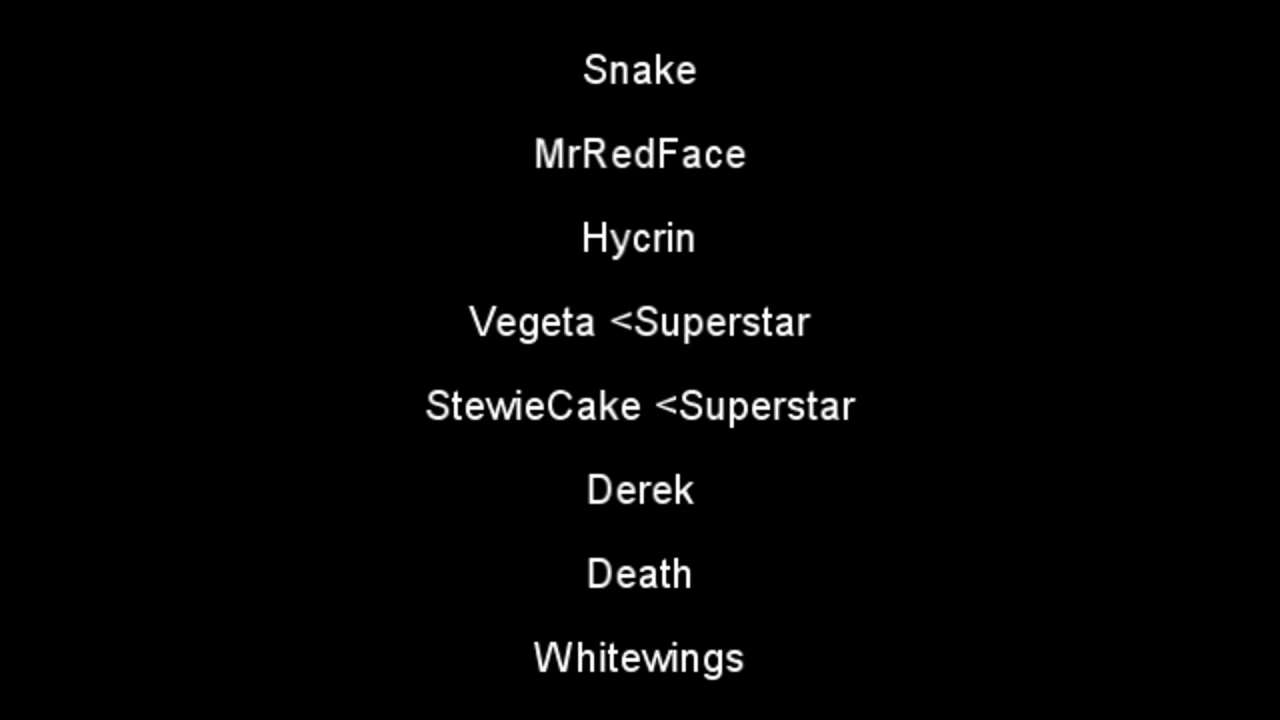 Snake
MrRedFace
Hycrin
Vegeta <Superstar
StewieCake <Superstar
Derek
Death
Whitewings